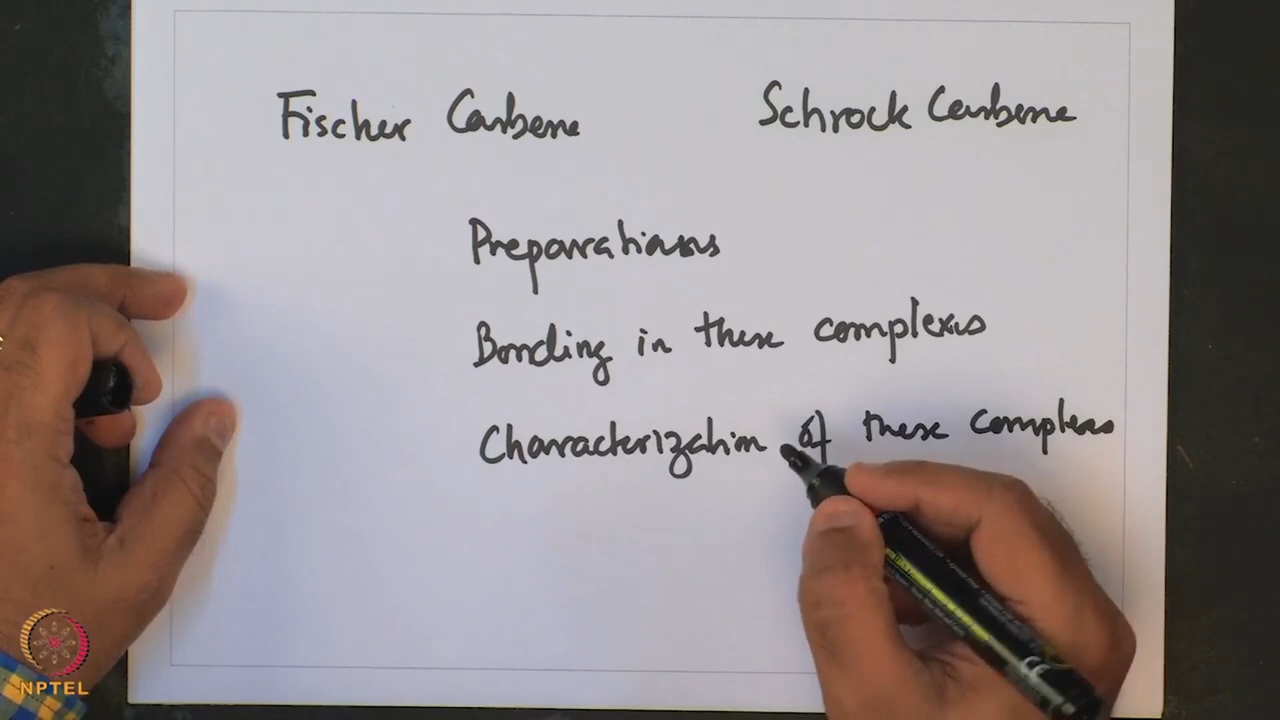 Fischer Carbene Schrock Carbene
Preparations
Bonding in these complexes
Characterization of these complexes
NPTEL